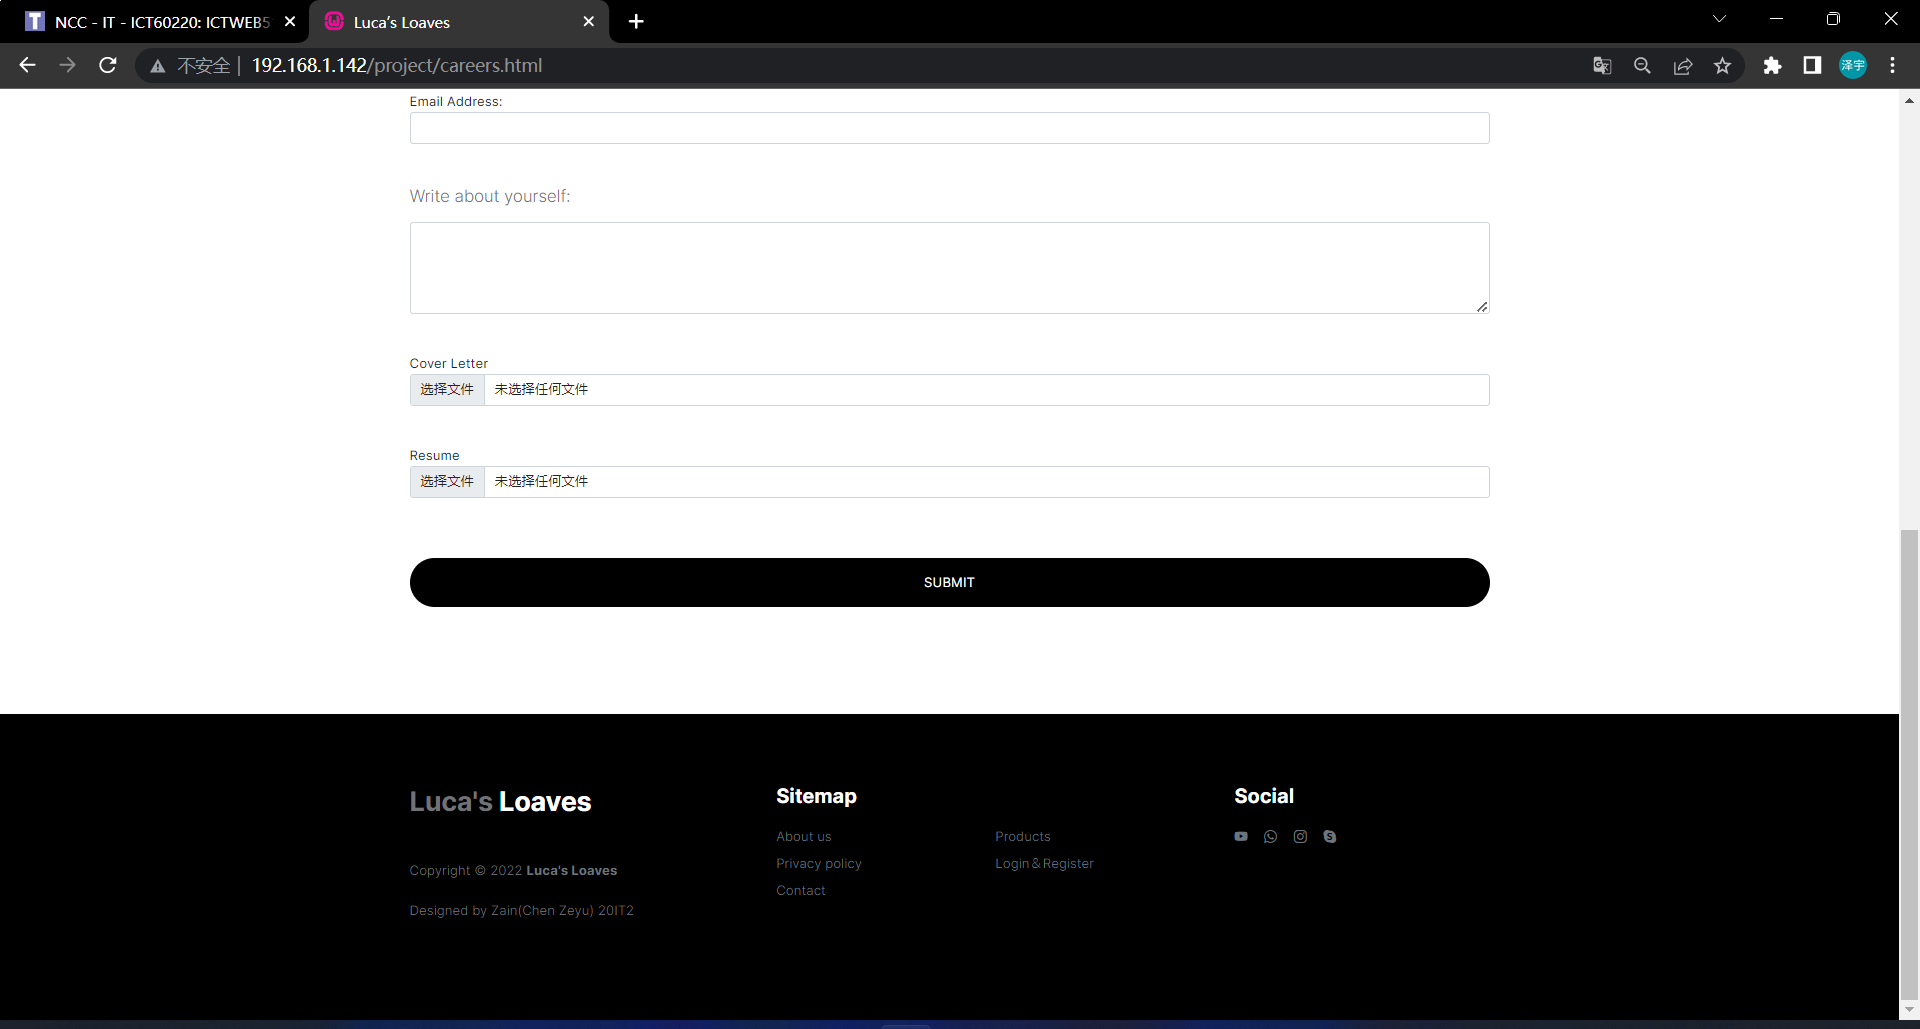 NCC - IT - ICT60220: ICTWEB5
Luca’s Loaves
不安全
192.168.1.142/project/careers.html
泽宇
Email Address:
Write about yourself:
Cover Letter
选择文件 未选择任何文件
Resume
选择文件 未选择任何文件
SUBMIT
Luca's Loaves
Copyright © 2022 Luca's Loaves
Designed by Zain(Chen Zeyu) 20IT2
Sitemap
About us
Privacy policy
Contact
Products
Login & Register
Social